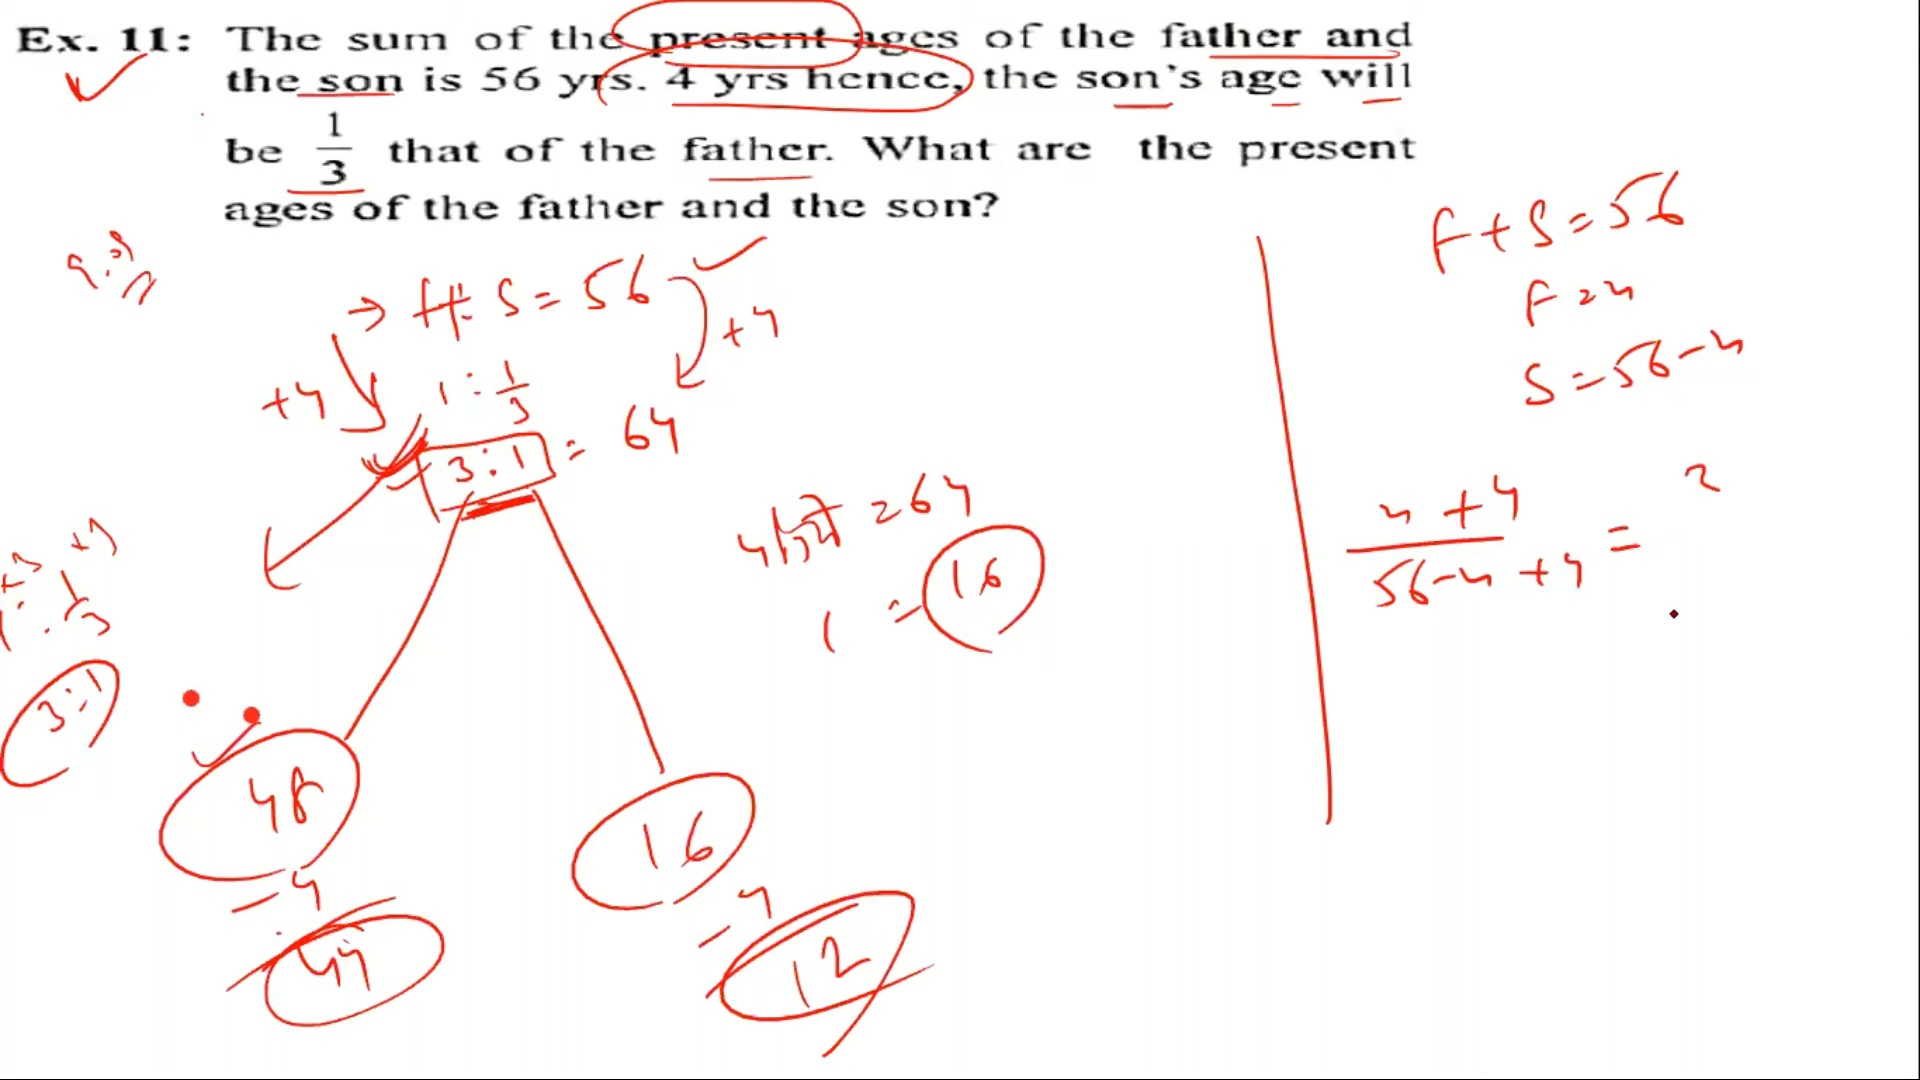 Ex. 11: The sum of the present ages of the father and
the son is 56 yrs. 4 yrs hence, the son's age will
be 1/3 that of the father. What are the present
ages of the father and the son?
S = 56
+4
+4
1 : 1/3
3 : 1 = 64
= 64
1 = 16
3 : 1
48
- 4
44
16
- 4
12
F + S = 56
F = x
S = 56 - x
x + 4
56 - x + 4
=